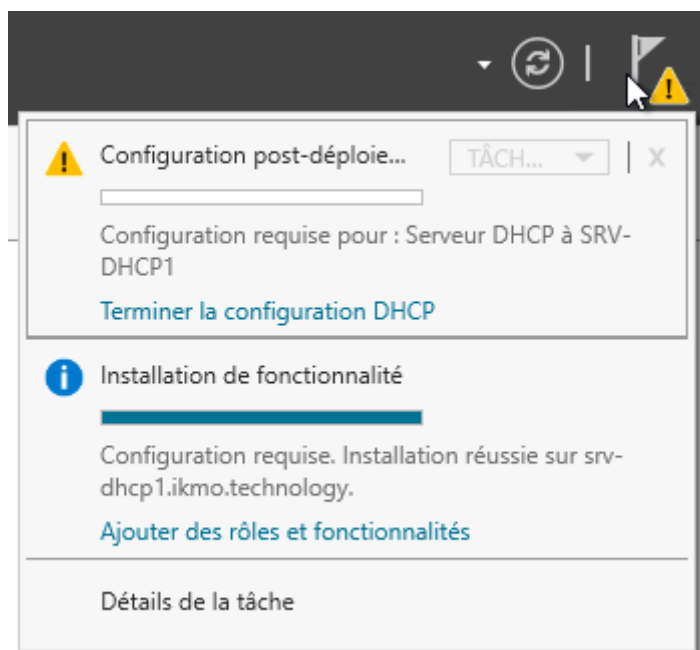 Configuration post-déploie...
TÂCH...
X
Configuration requise pour : Serveur DHCP à SRV-
DHCP1
Terminer la configuration DHCP
Installation de fonctionnalité
Configuration requise. Installation réussie sur srv-
dhcp1.ikmo.technology.
Ajouter des rôles et fonctionnalités
Détails de la tâche